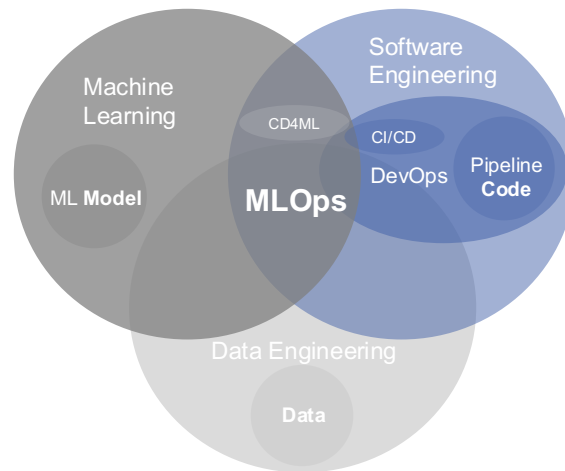 Machine
Learning
Software
Engineering
CD4ML
CI/CD
DevOps
Pipeline
Code
ML Model
MLOps
Data Engineering
Data